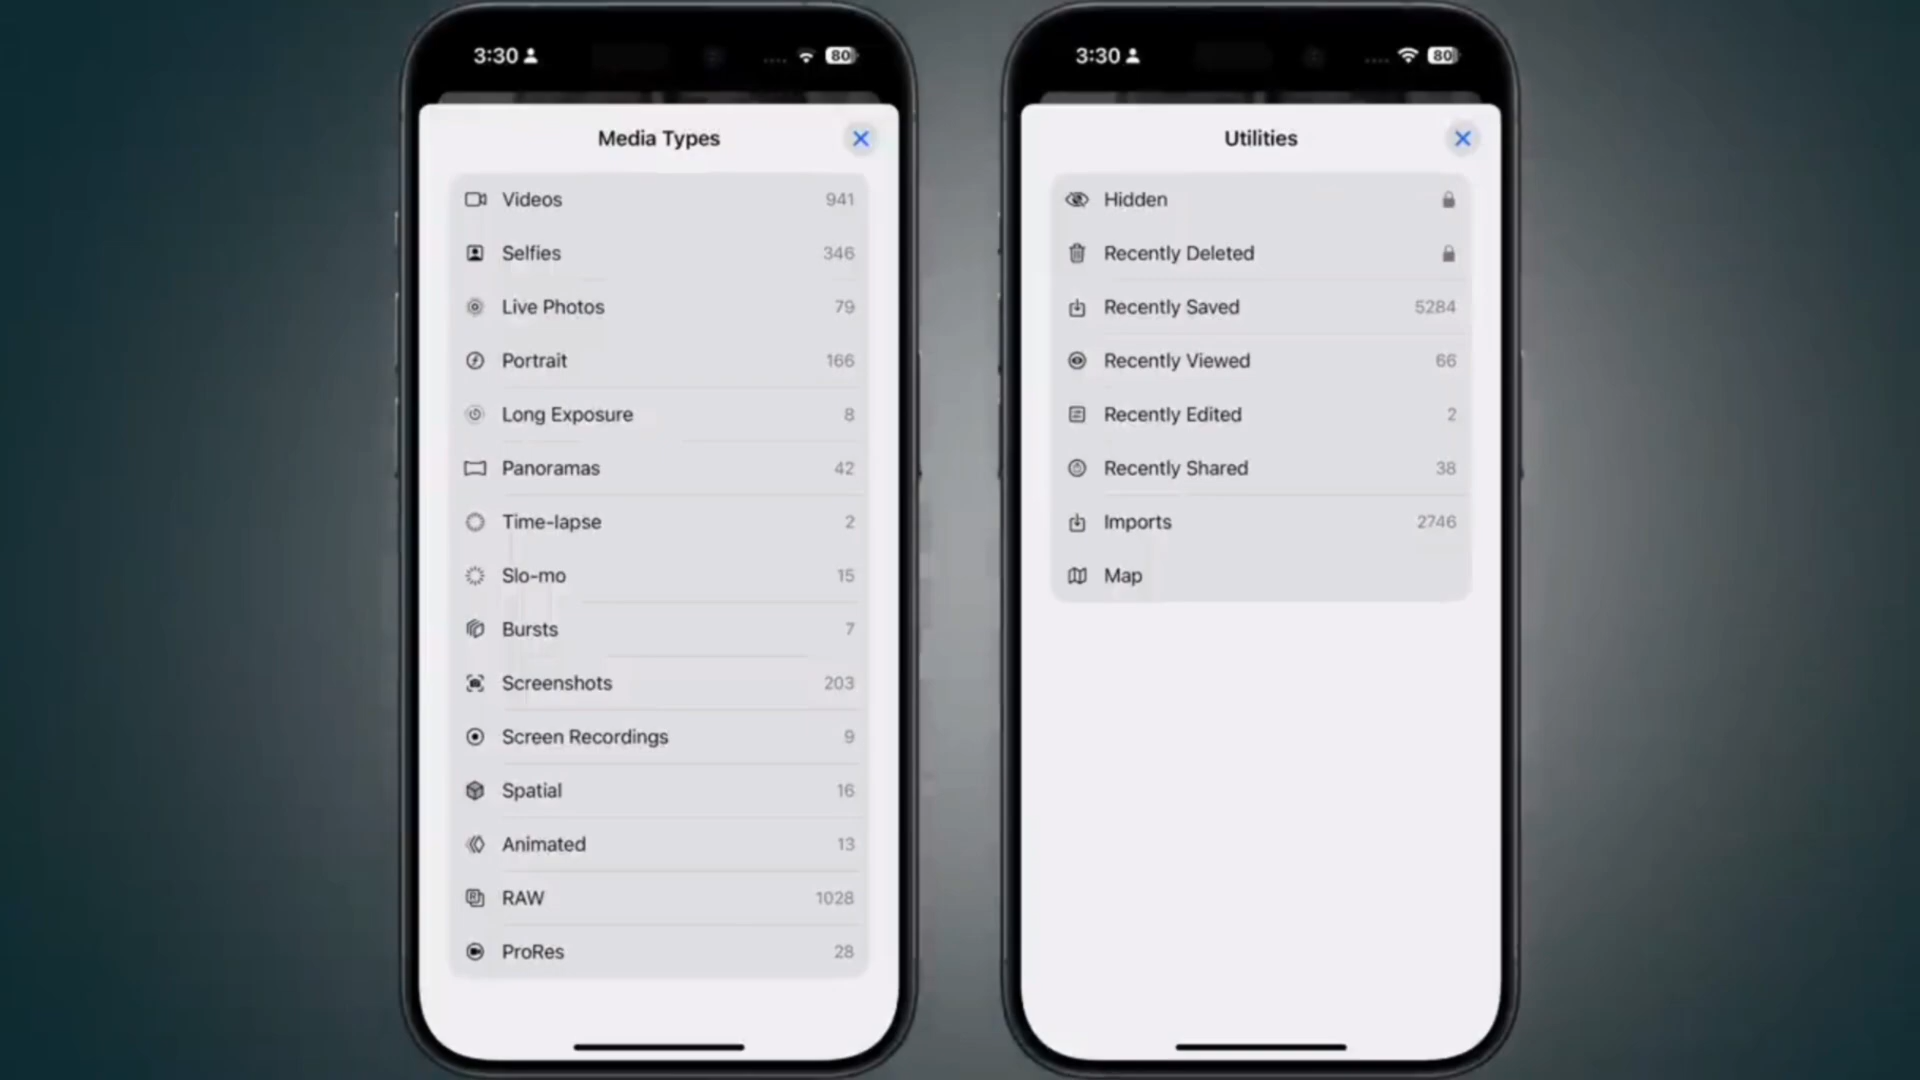 3:30
80
Media Types
Videos 941
Selfies 346
Live Photos 79
Portrait 166
Long Exposure 8
Panoramas 42
Time-lapse 2
Slo-mo 15
Bursts 7
Screenshots 203
Screen Recordings 9
Spatial 16
Animated 13
RAW 1028
ProRes 28
3:30
80
Utilities
Hidden
Recently Deleted
Recently Saved 5284
Recently Viewed 66
Recently Edited 2
Recently Shared 38
Imports 2746
Map